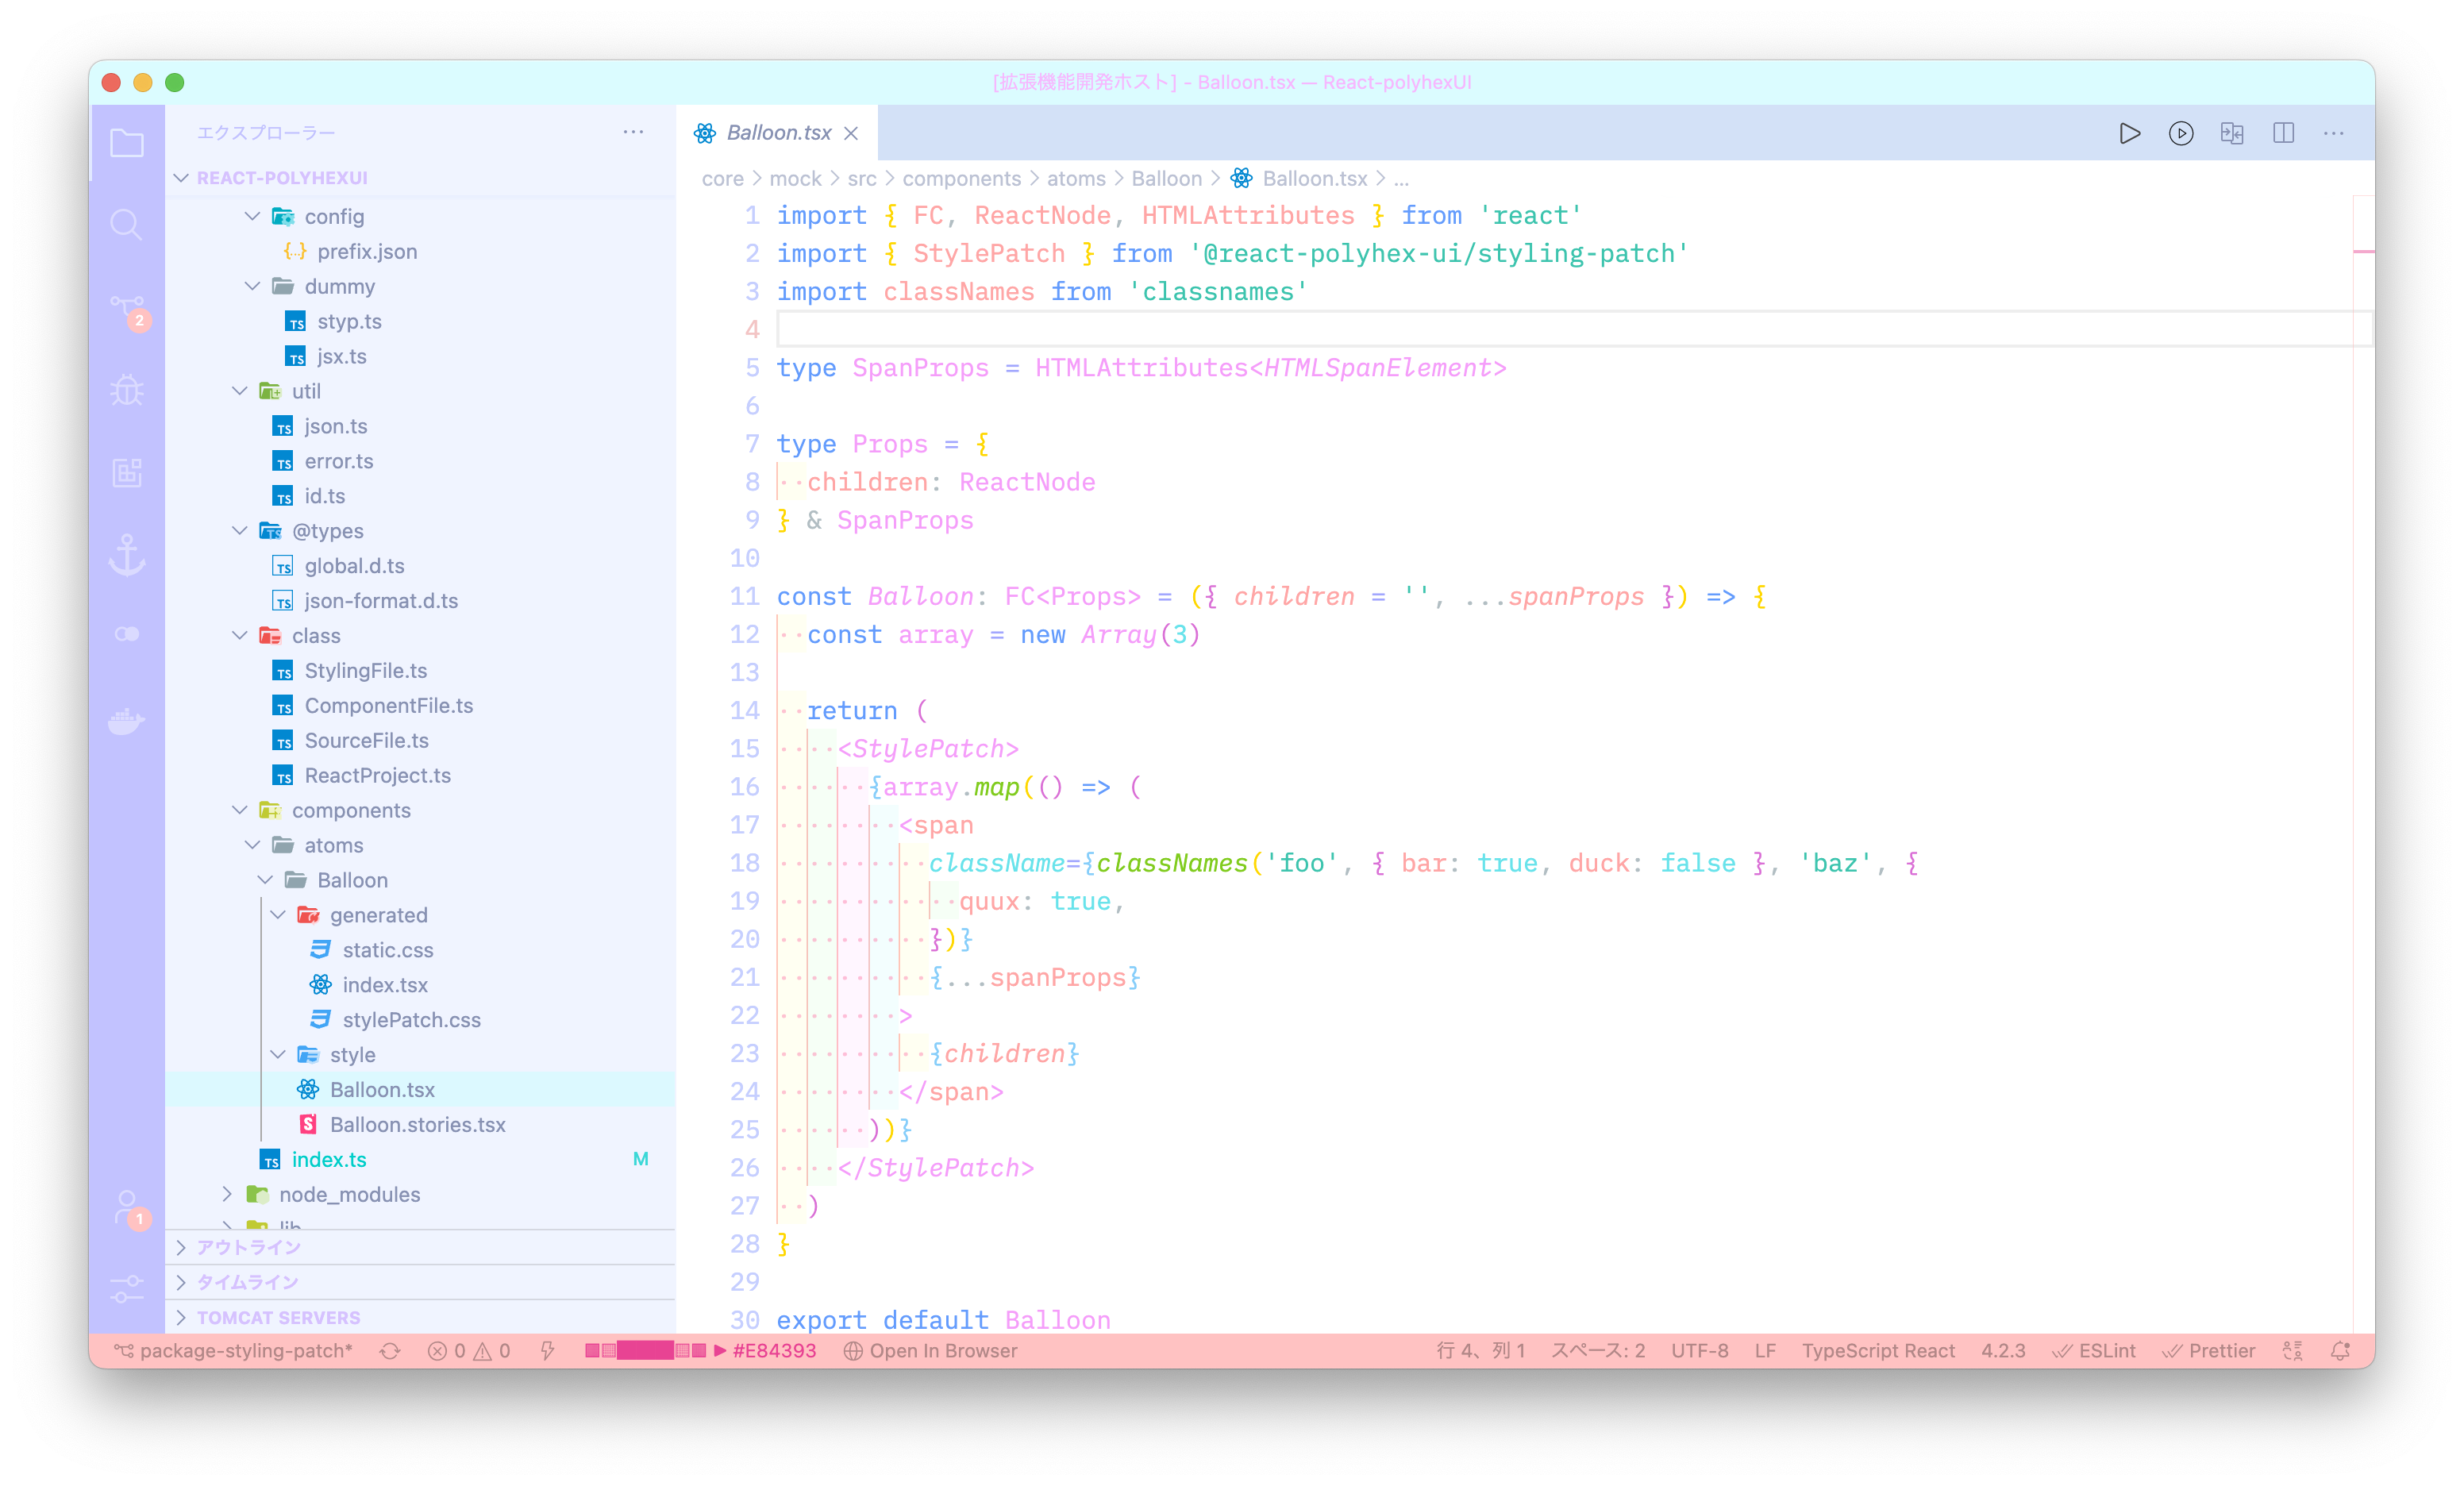 [拡張機能開発ホスト] - Balloon.tsx — React-polyhexUI
エクスプローラー
REACT-POLYHEXUI
config
prefix.json
dummy
styp.ts
jsx.ts
util
json.ts
error.ts
id.ts
@types
global.d.ts
json-format.d.ts
class
StylingFile.ts
ComponentFile.ts
SourceFile.ts
ReactProject.ts
components
atoms
Balloon
generated
static.css
index.tsx
stylePatch.css
style
Balloon.tsx
Balloon.stories.tsx
index.ts M
node_modules
lib
アウトライン
タイムライン
TOMCAT SERVERS
2
1
Balloon.tsx
core > mock > src > components > atoms > Balloon > Balloon.tsx > ...
1 import { FC, ReactNode, HTMLAttributes } from 'react'
2 import { StylePatch } from '@react-polyhex-ui/styling-patch'
3 import classNames from 'classnames'
4
5 type SpanProps = HTMLAttributes<HTMLSpanElement>
6
7 type Props = {
8 ··children: ReactNode
9 } & SpanProps
10
11 const Balloon: FC<Props> = ({ children = '', ...spanProps }) => {
12 ··const array = new Array(3)
13
14 ··return (
15 ····<StylePatch>
16 ······{array.map(() => (
17 ········<span
18 ··········className={classNames('foo', { bar: true, duck: false }, 'baz', {
19 ············quux: true,
20 ··········})}
21 ··········{...spanProps}
22 ········>
23 ··········{children}
24 ········</span>
25 ······))}
26 ····</StylePatch>
27 ··)
28 }
29
30 export default Balloon
package-styling-patch* 0 0 #E84393 Open In Browser 行 4、列 1 スペース: 2 UTF-8 LF TypeScript React 4.2.3 ESLint Prettier